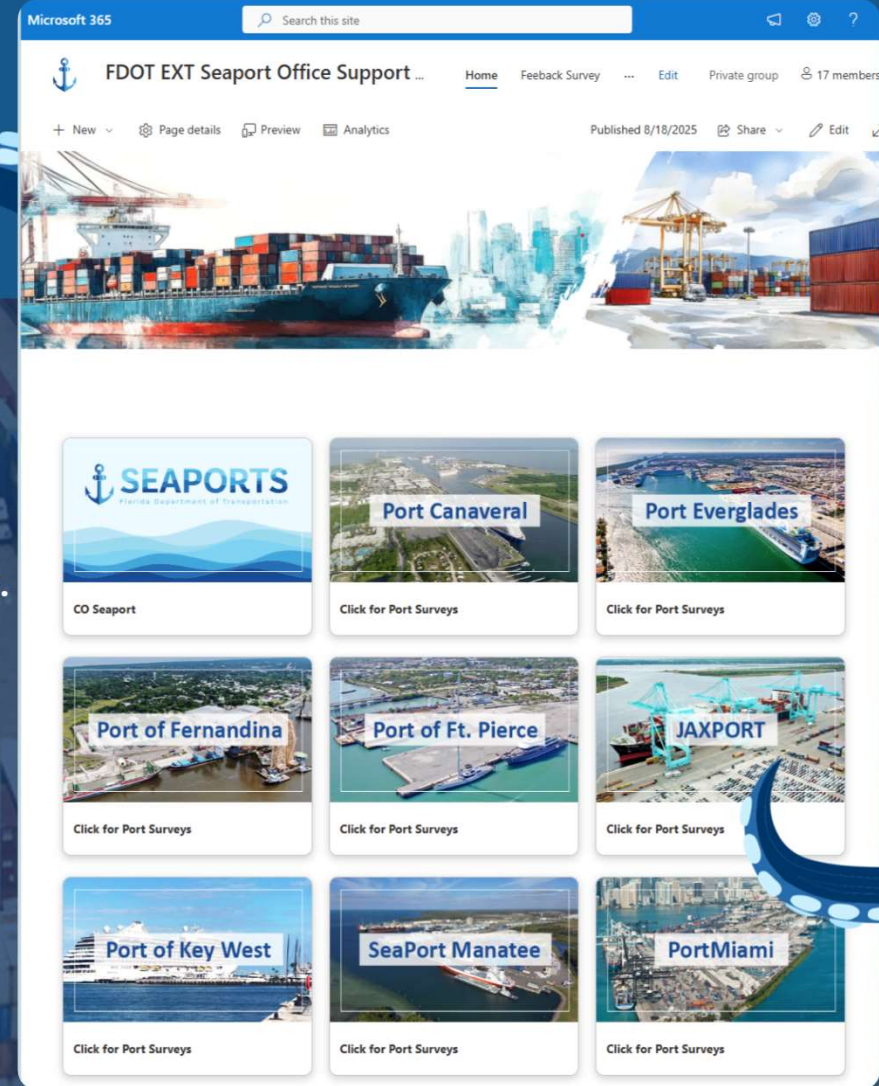 Microsoft 365
Search this site
?
FDOT EXT Seaport Office Support ...
Home
Feeback Survey
...
Edit
Private group
17 members
+ New
Page details
Preview
Analytics
Published 8/18/2025
Share
Edit
SEAPORTS
Florida Department of Transportation
CO Seaport
Port Canaveral
Click for Port Surveys
Port Everglades
Click for Port Surveys
Port of Fernandina
Click for Port Surveys
Port of Ft. Pierce
Click for Port Surveys
JAXPORT
Click for Port Surveys
Port of Key West
Click for Port Surveys
SeaPort Manatee
Click for Port Surveys
PortMiami
Click for Port Surveys